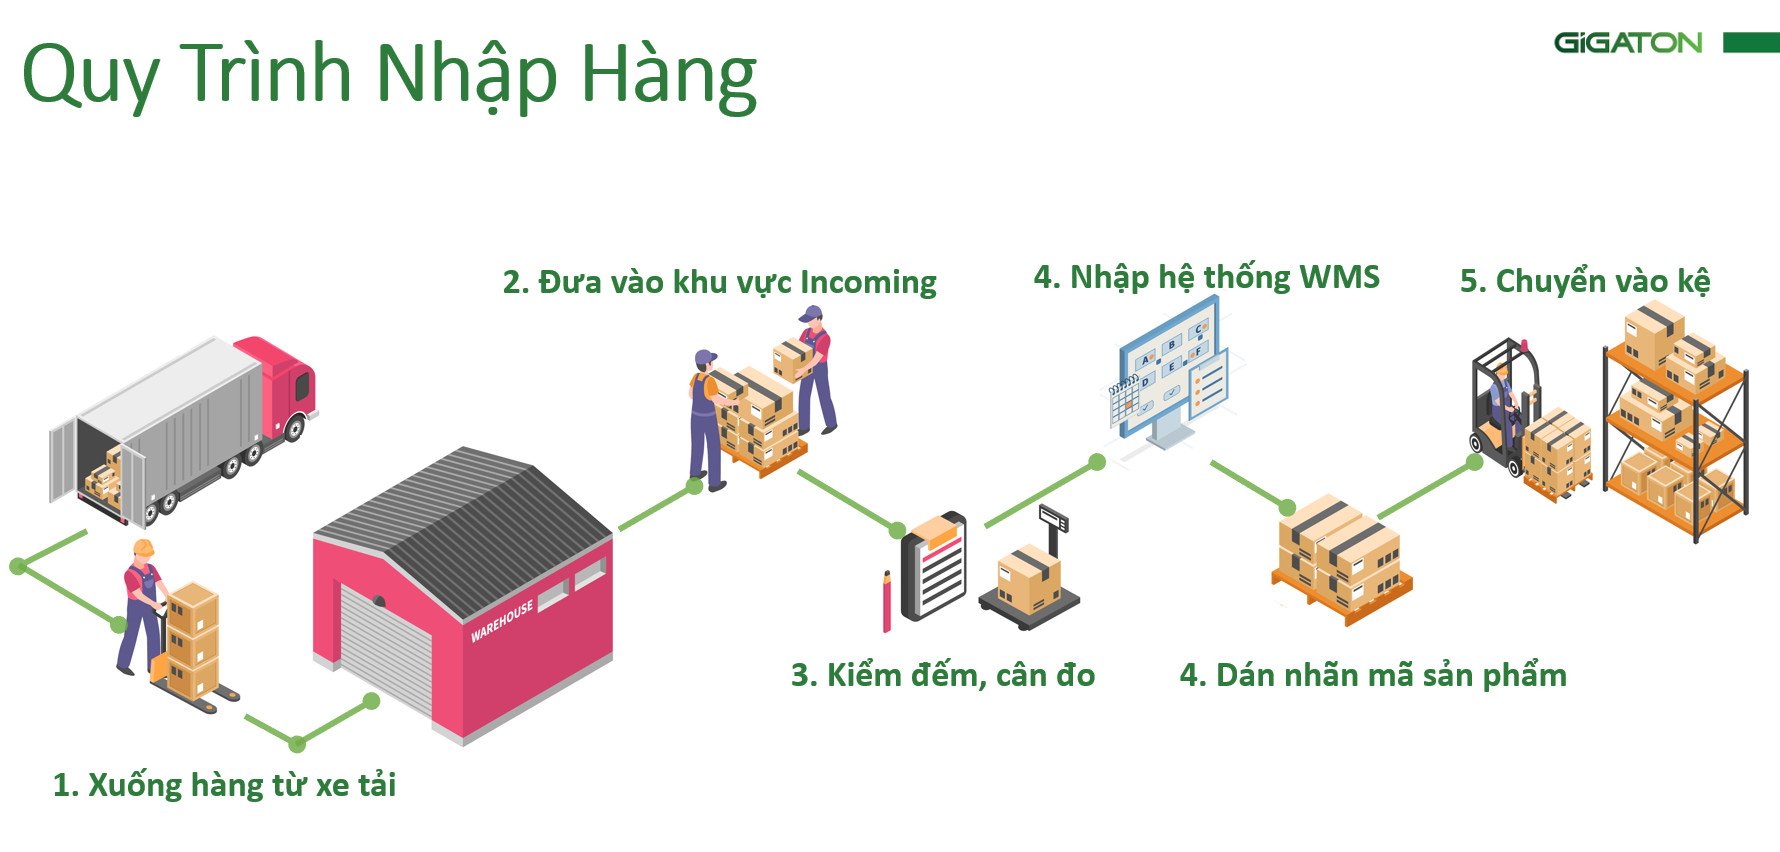 Quy Trình Nhập Hàng
GiGATON
2. Đưa vào khu vực Incoming
4. Nhập hệ thống WMS
5. Chuyển vào kệ
A
B
C
D
E
F
WAREHOUSE
3. Kiểm đếm, cân đo
4. Dán nhãn mã sản phẩm
1. Xuống hàng từ xe tải